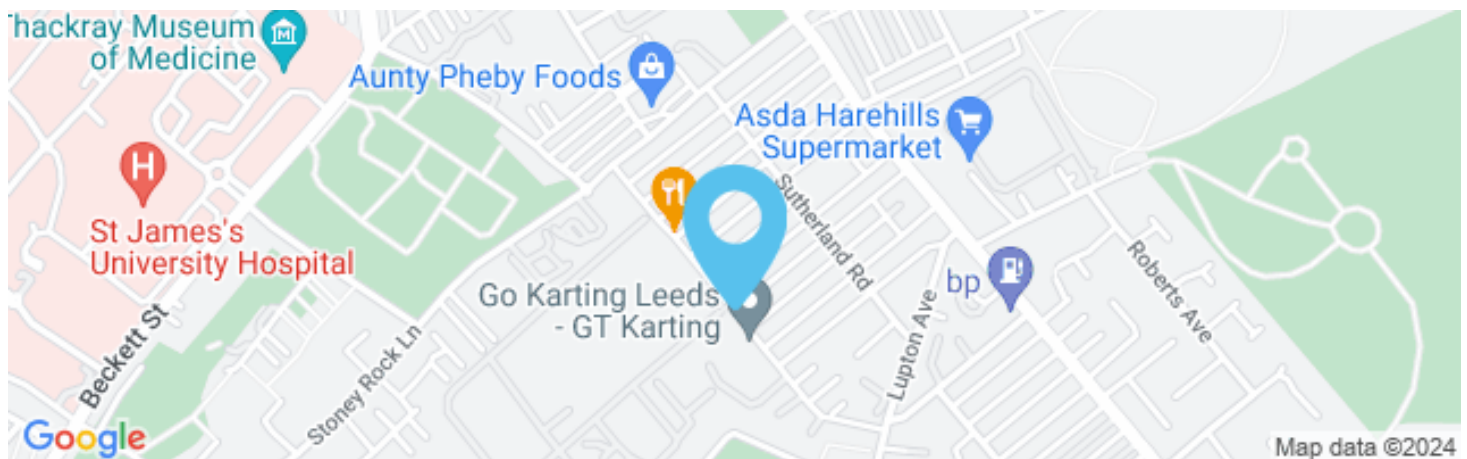 hackray Museum
of Medicine
Aunty Pheby Foods
Asda Harehills
Supermarket
H
St James's
University Hospital
Sutherland Rd
Go Karting Leeds
- GT Karting
bp
Roberts Ave
Lupton Ave
Beckett St
Stoney Rock Ln
Google
Map data ©2024